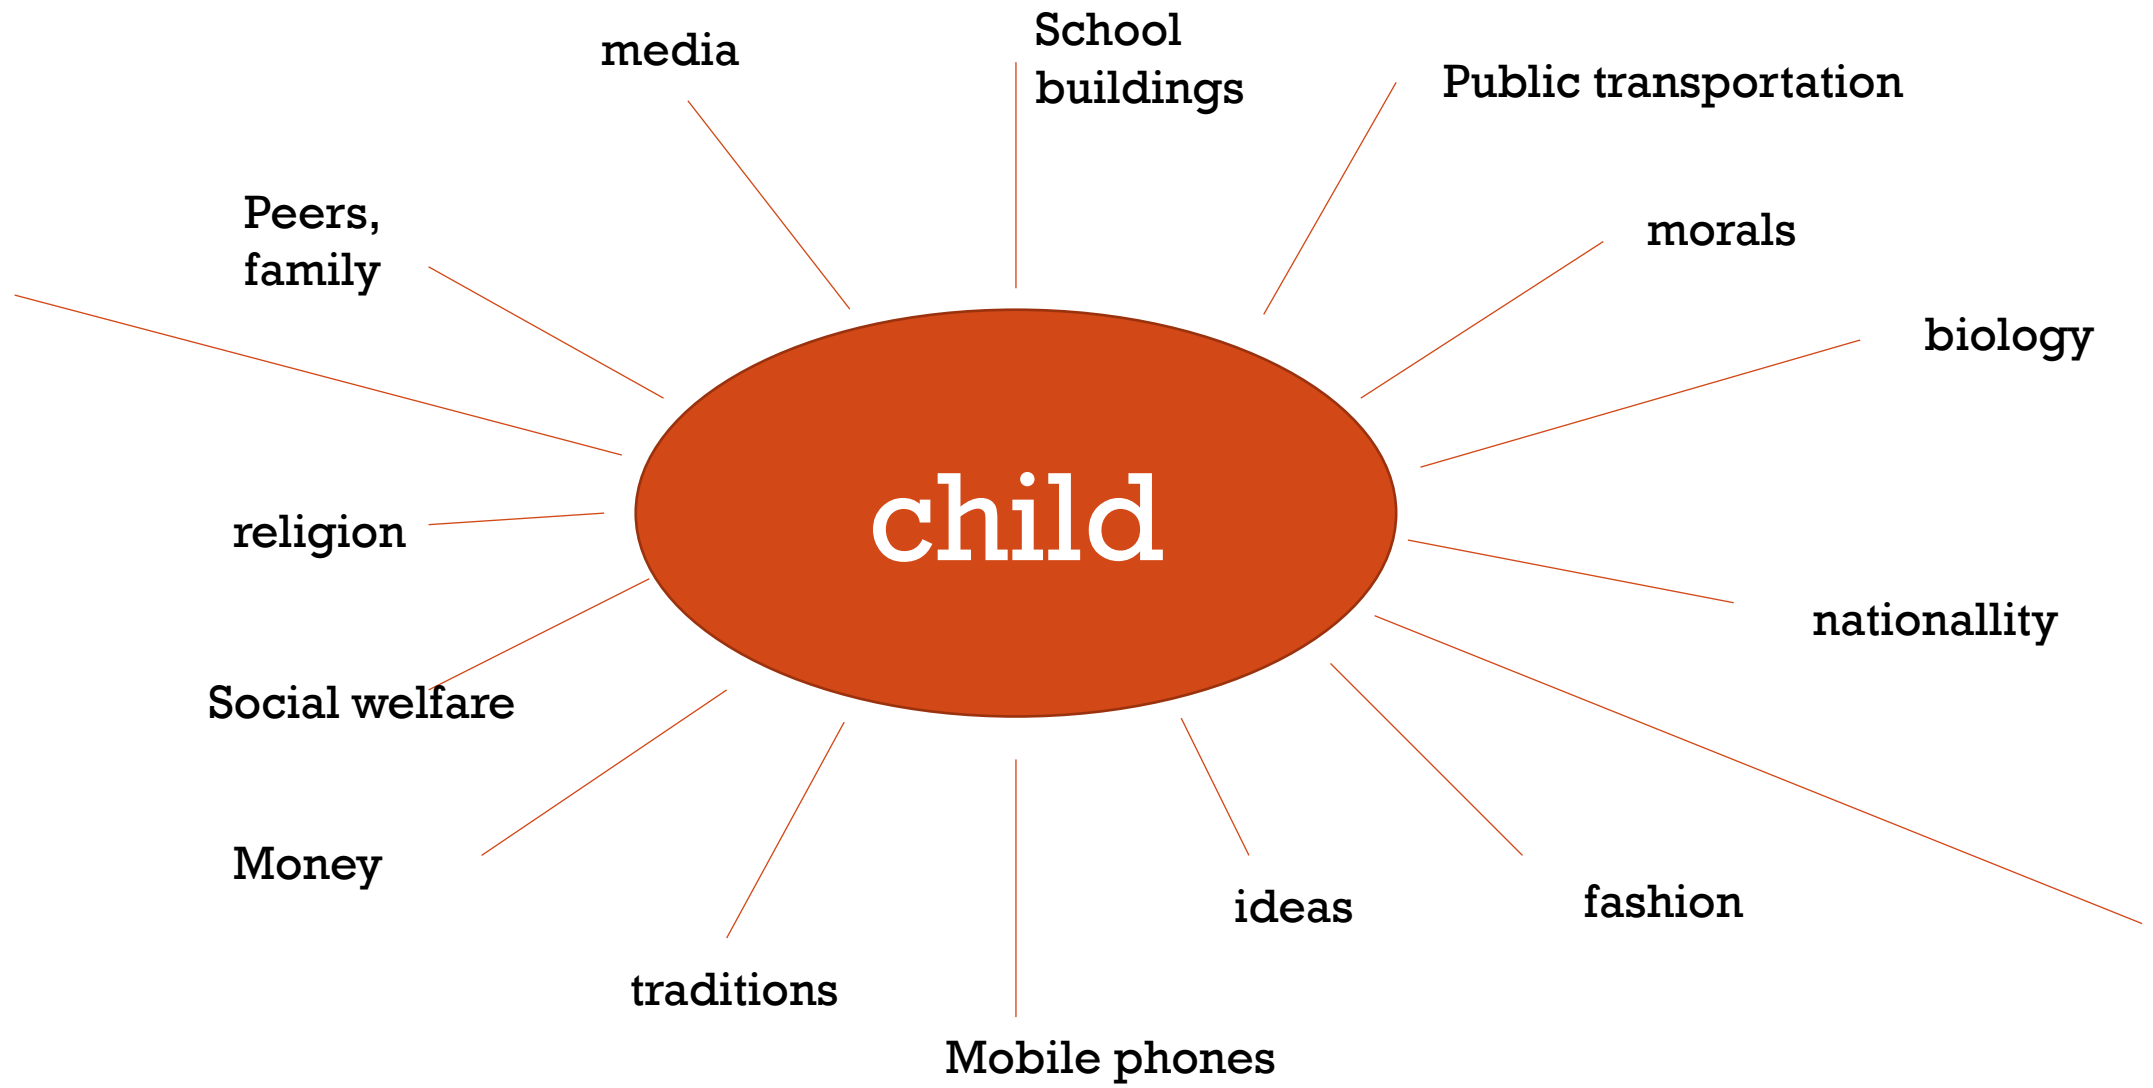 media
School
buildings
Public transportation
Peers,
family
morals
biology
child
religion
nationallity
Social welfare
Money
ideas
fashion
traditions
Mobile phones